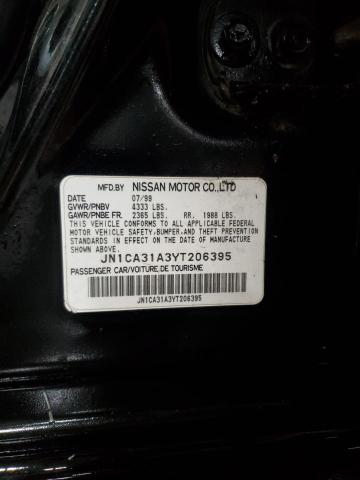 MFD.BY NISSAN MOTOR CO.,LTD
DATE 07/99
GVWR/PNBV 4333 LBS.
GAWR/PNBE FR. 2365 LBS. RR. 1988 LBS.
THIS VEHICLE CONFORMS TO ALL APPLICABLE FEDERAL
MOTOR VEHICLE SAFETY,BUMPER,AND THEFT PREVENTION
STANDARDS IN EFFECT ON THE DATE OF MANUFACTURE
SHOWN ABOVE.
JN1CA31A3YT206395
PASSENGER CAR/VOITURE DE TOURISME
JN1CA31A3YT206395